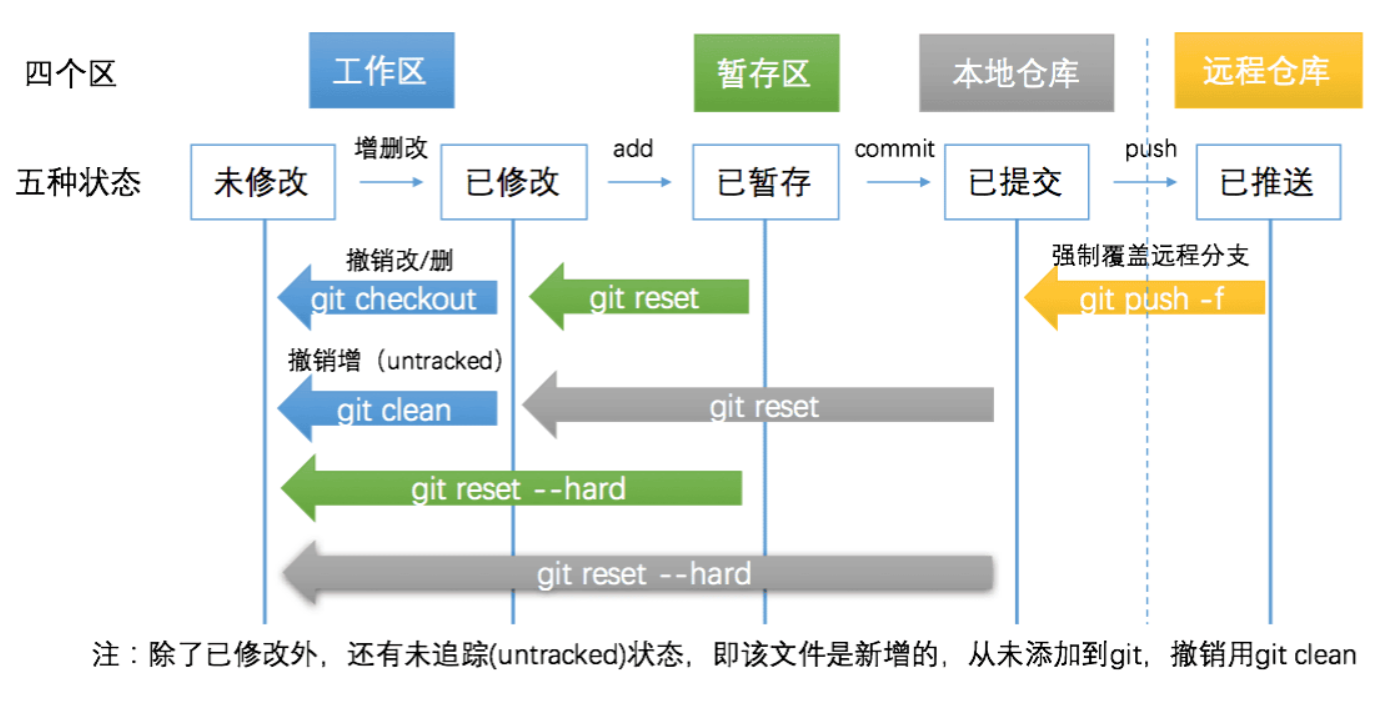 四个区 工作区 暂存区 本地仓库 远程仓库
增删改 add commit push
五种状态 未修改 已修改 已暂存 已提交 已推送
撤销改/删 强制覆盖远程分支
git checkout git reset git push -f
撤销增（untracked）
git clean git reset
git reset --hard
git reset --hard
注：除了已修改外，还有未追踪(untracked)状态，即该文件是新增的，从未添加到git，撤销用git clean